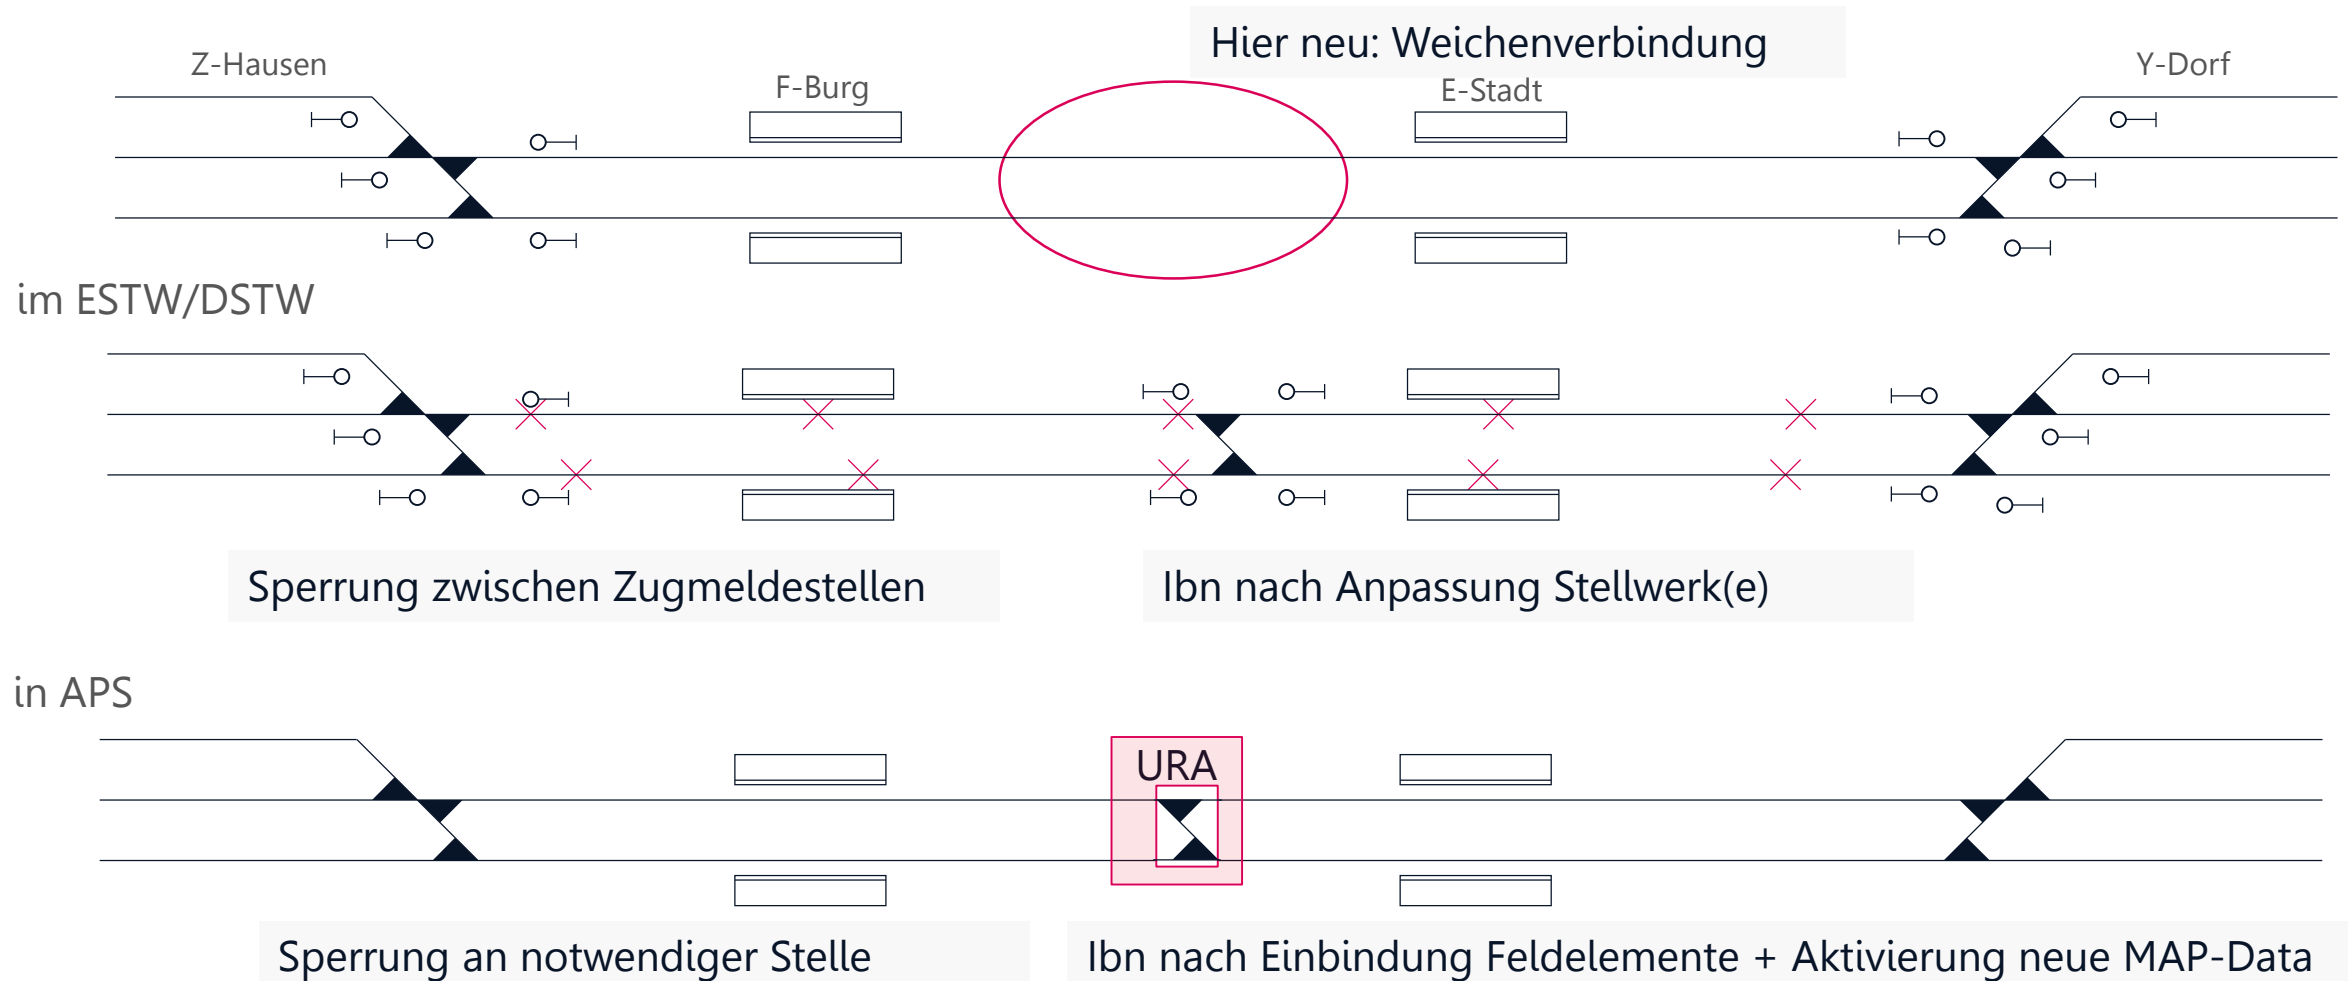 Hier neu: Weichenverbindung
Z-Hausen
F-Burg
E-Stadt
Y-Dorf
im ESTW/DSTW
Sperrung zwischen Zugmeldestellen
Ibn nach Anpassung Stellwerk(e)
in APS
URA
Sperrung an notwendiger Stelle
Ibn nach Einbindung Feldelemente + Aktivierung neue MAP-Data